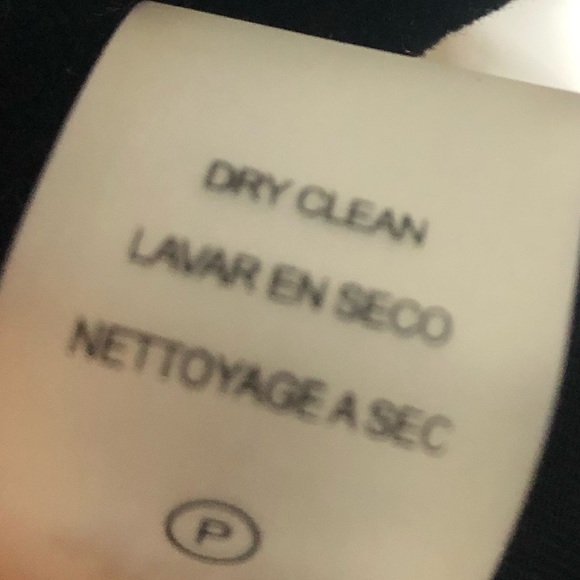 DRY CLEAN
LAVAR EN SECO
NETTOYAGE A SEC
P